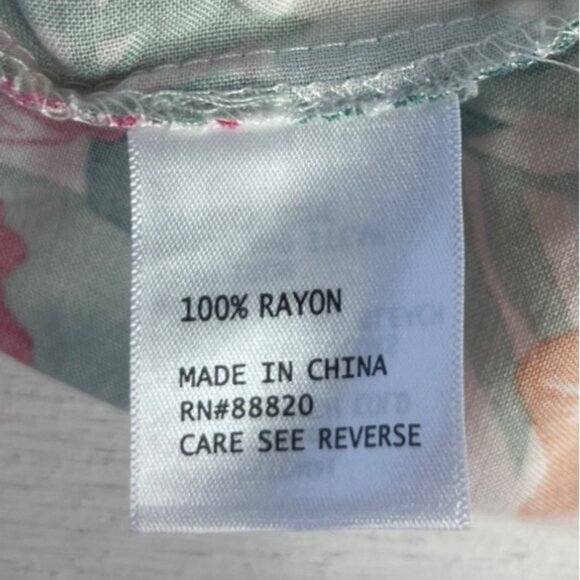 100% RAYON
MADE IN CHINA
RN#88820
CARE SEE REVERSE